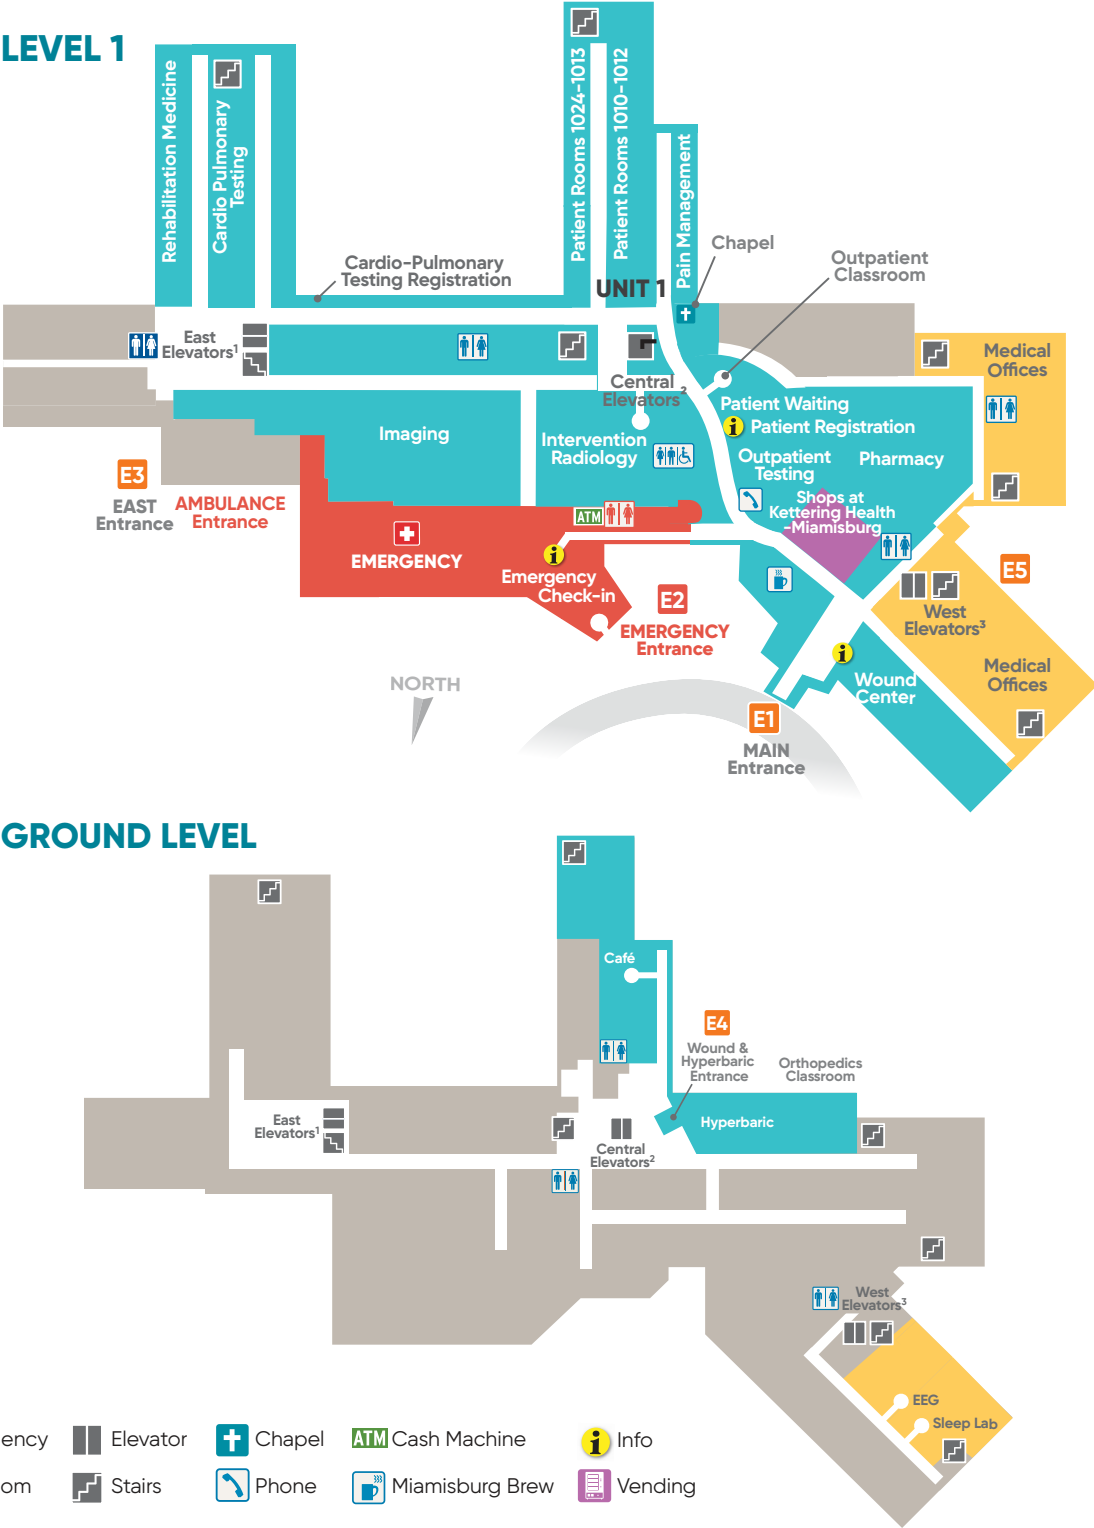 LEVEL 1
Rehabilitation Medicine
Cardio Pulmonary
Testing
Patient Rooms 1024-1013
Patient Rooms 1010-1012
Pain Management
Chapel
Outpatient
Classroom
Cardio-Pulmonary
Testing Registration
UNIT 1
East
Elevators¹
Central
Elevators²
Medical
Offices
Patient Waiting
i Patient Registration
Imaging
Intervention
Radiology
Outpatient
Testing
Pharmacy
E3
EAST
Entrance
AMBULANCE
Entrance
Shops at
Kettering Health
-Miamisburg
ATM
EMERGENCY
i
Emergency
Check-in
E2
EMERGENCY
Entrance
E5
West
Elevators³
i
Medical
Offices
Wound
Center
NORTH
E1
MAIN
Entrance
GROUND LEVEL
Café
E4
Wound &
Hyperbaric
Entrance
Orthopedics
Classroom
East
Elevators¹
Hyperbaric
Central
Elevators²
West
Elevators³
EEG
Sleep Lab
ency
Elevator
Chapel
ATM Cash Machine
i Info
om
Stairs
Phone
Miamisburg Brew
Vending